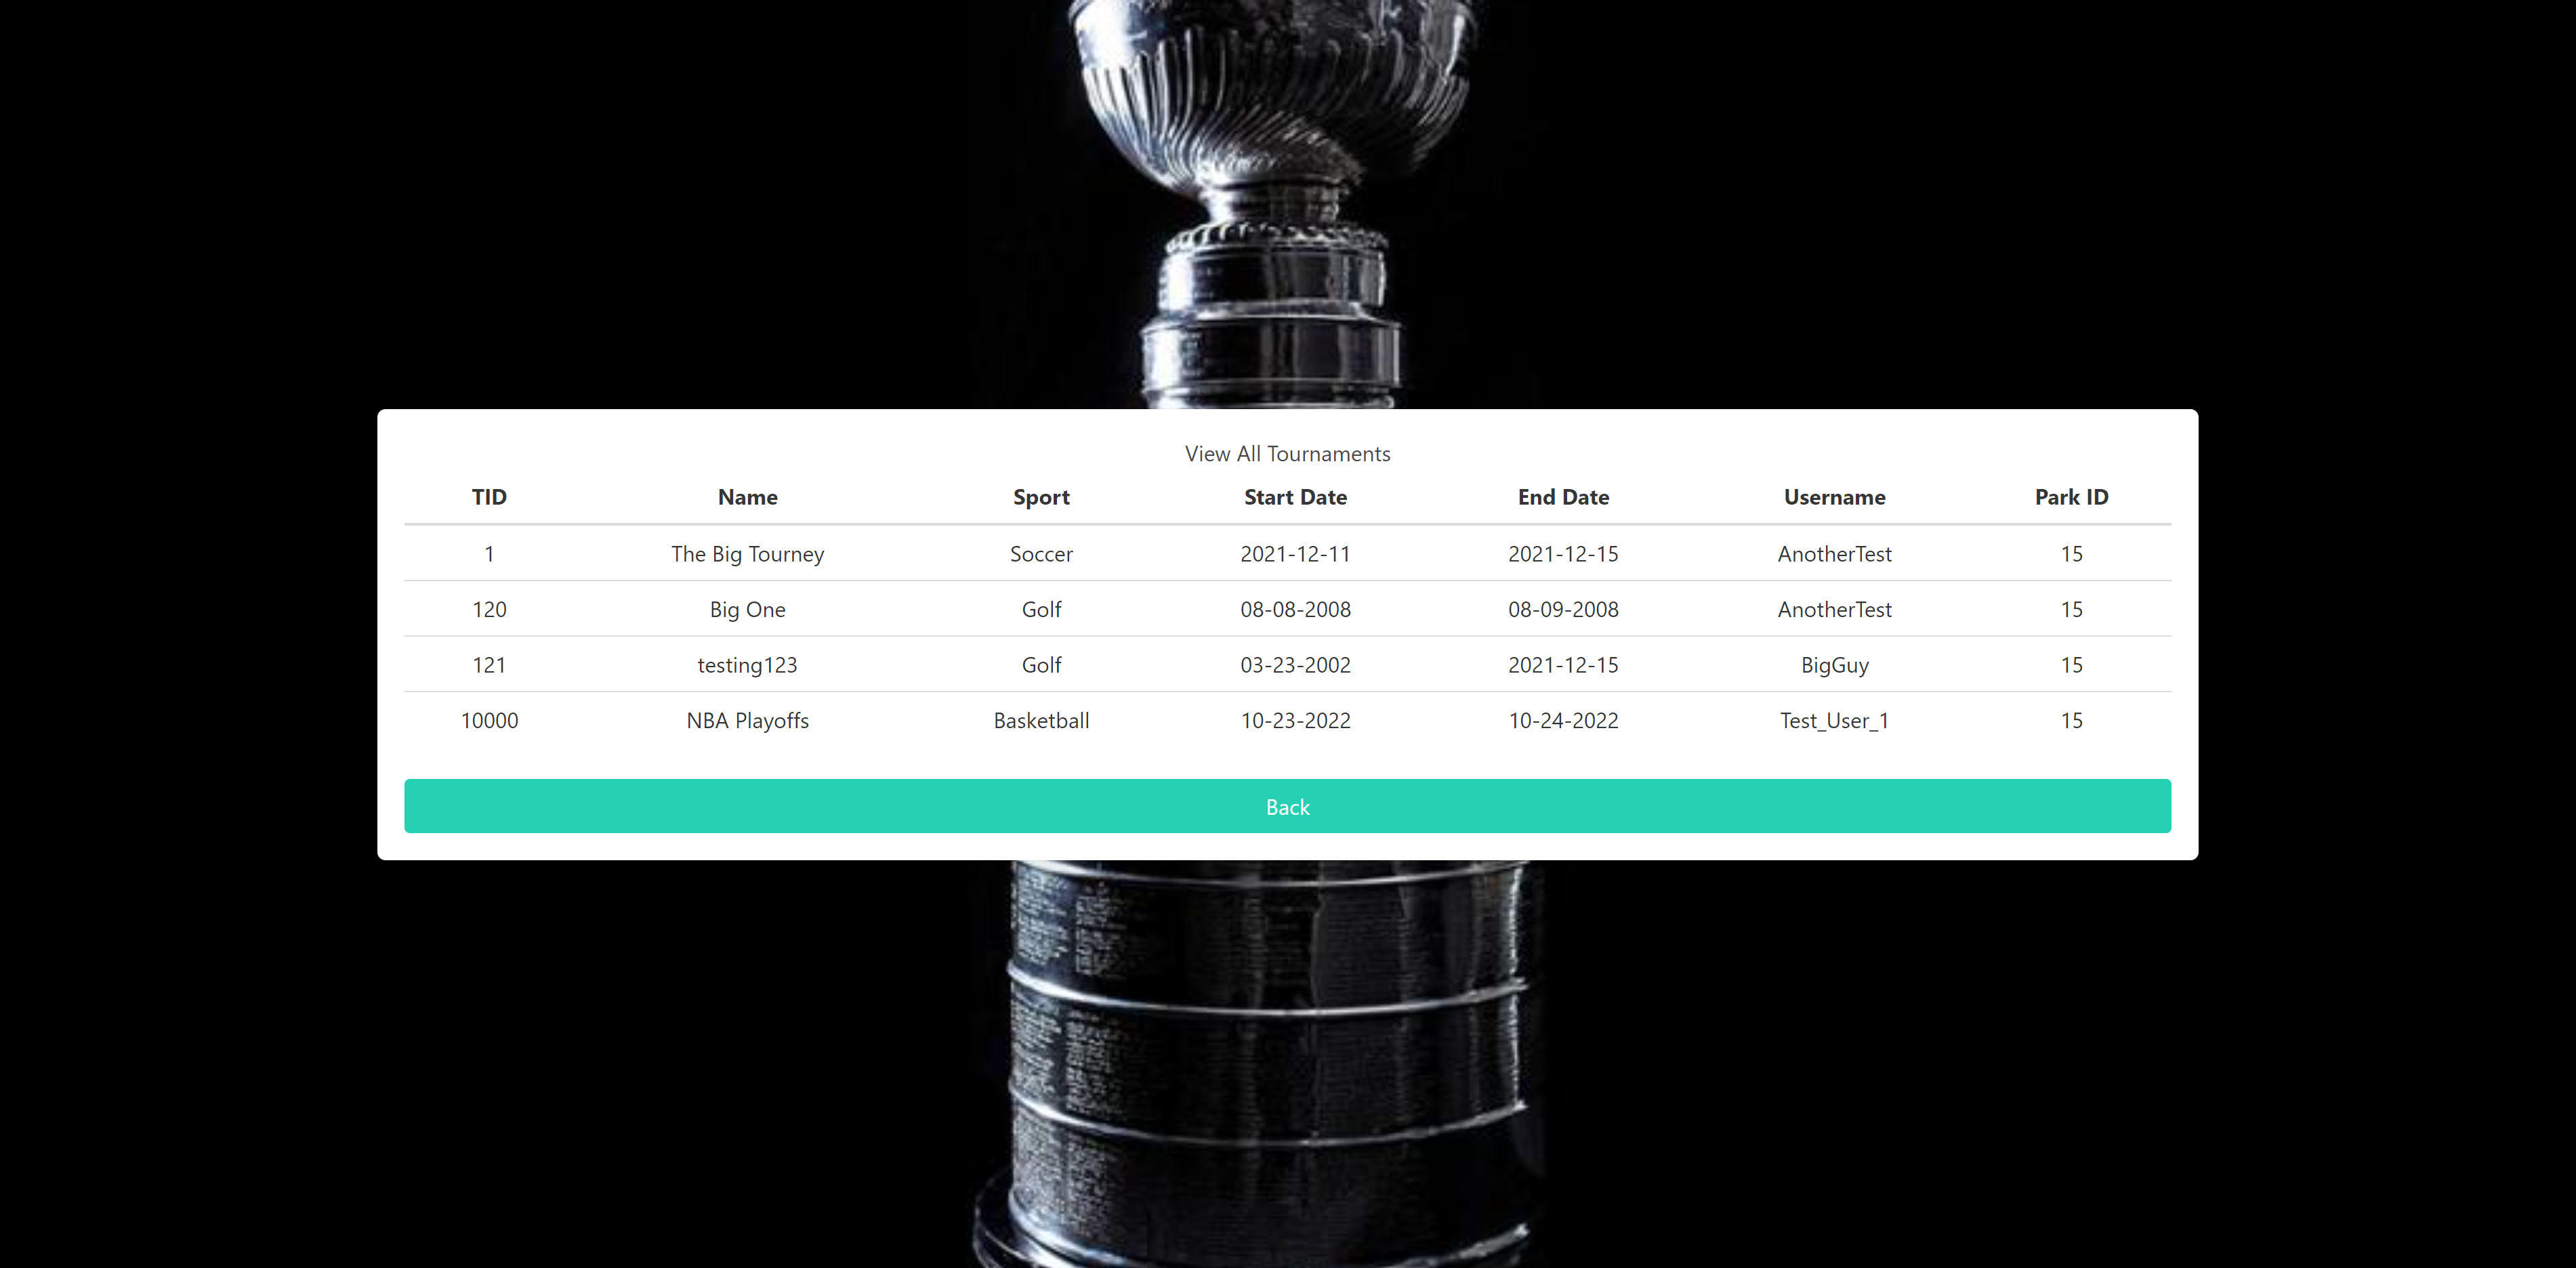 View All Tournaments
TID Name Sport Start Date End Date Username Park ID
1 The Big Tourney Soccer 2021-12-11 2021-12-15 AnotherTest 15
120 Big One Golf 08-08-2008 08-09-2008 AnotherTest 15
121 testing123 Golf 03-23-2002 2021-12-15 BigGuy 15
10000 NBA Playoffs Basketball 10-23-2022 10-24-2022 Test_User_1 15
Back